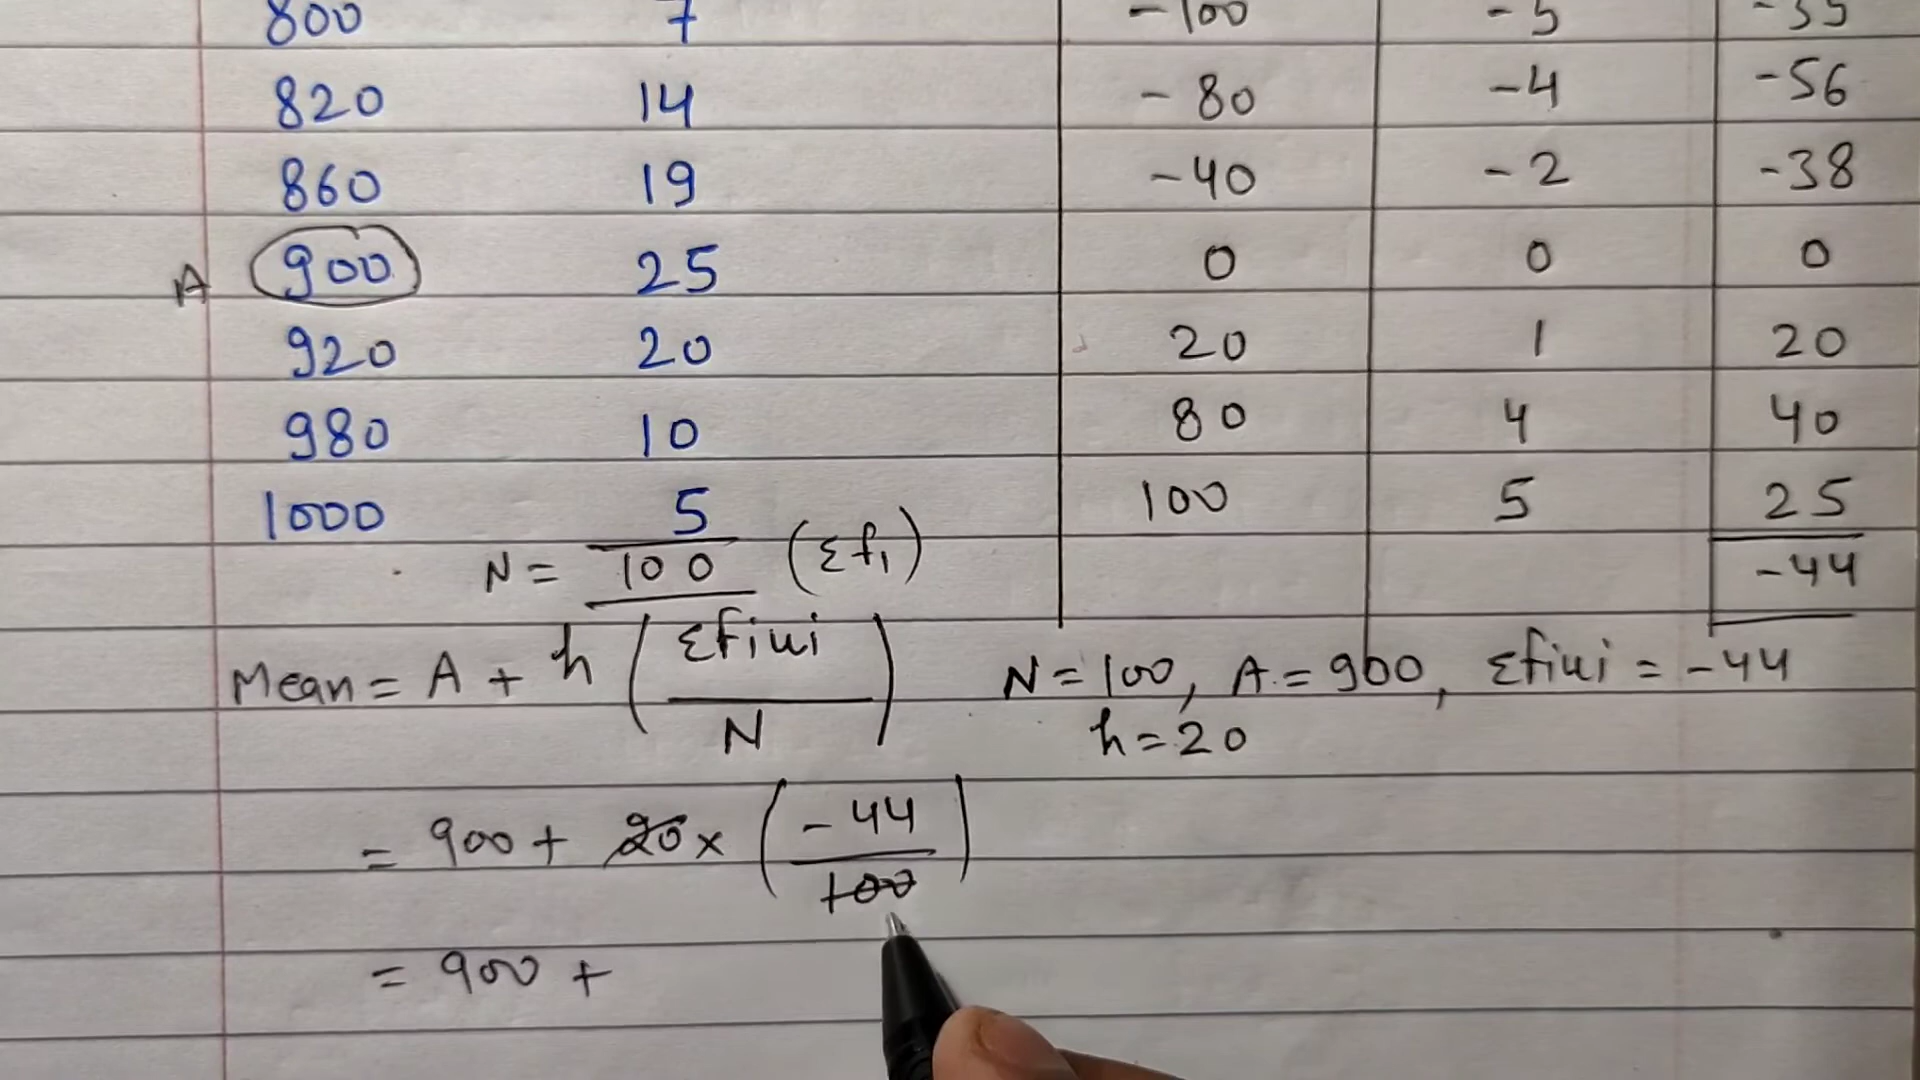 800 7 -100 -5 -35
820 14 -80 -4 -56
860 19 -40 -2 -38
A 900 25 0 0 0
920 20 20 1 20
980 10 80 4 40
1000 5 100 5 25
N = 100 (Σf₁) -44
Mean = A + h (Σfiui / N) N = 100, A = 900, Σfiui = -44
h = 20
= 900 + 20 × (-44 / 100)
= 900 +